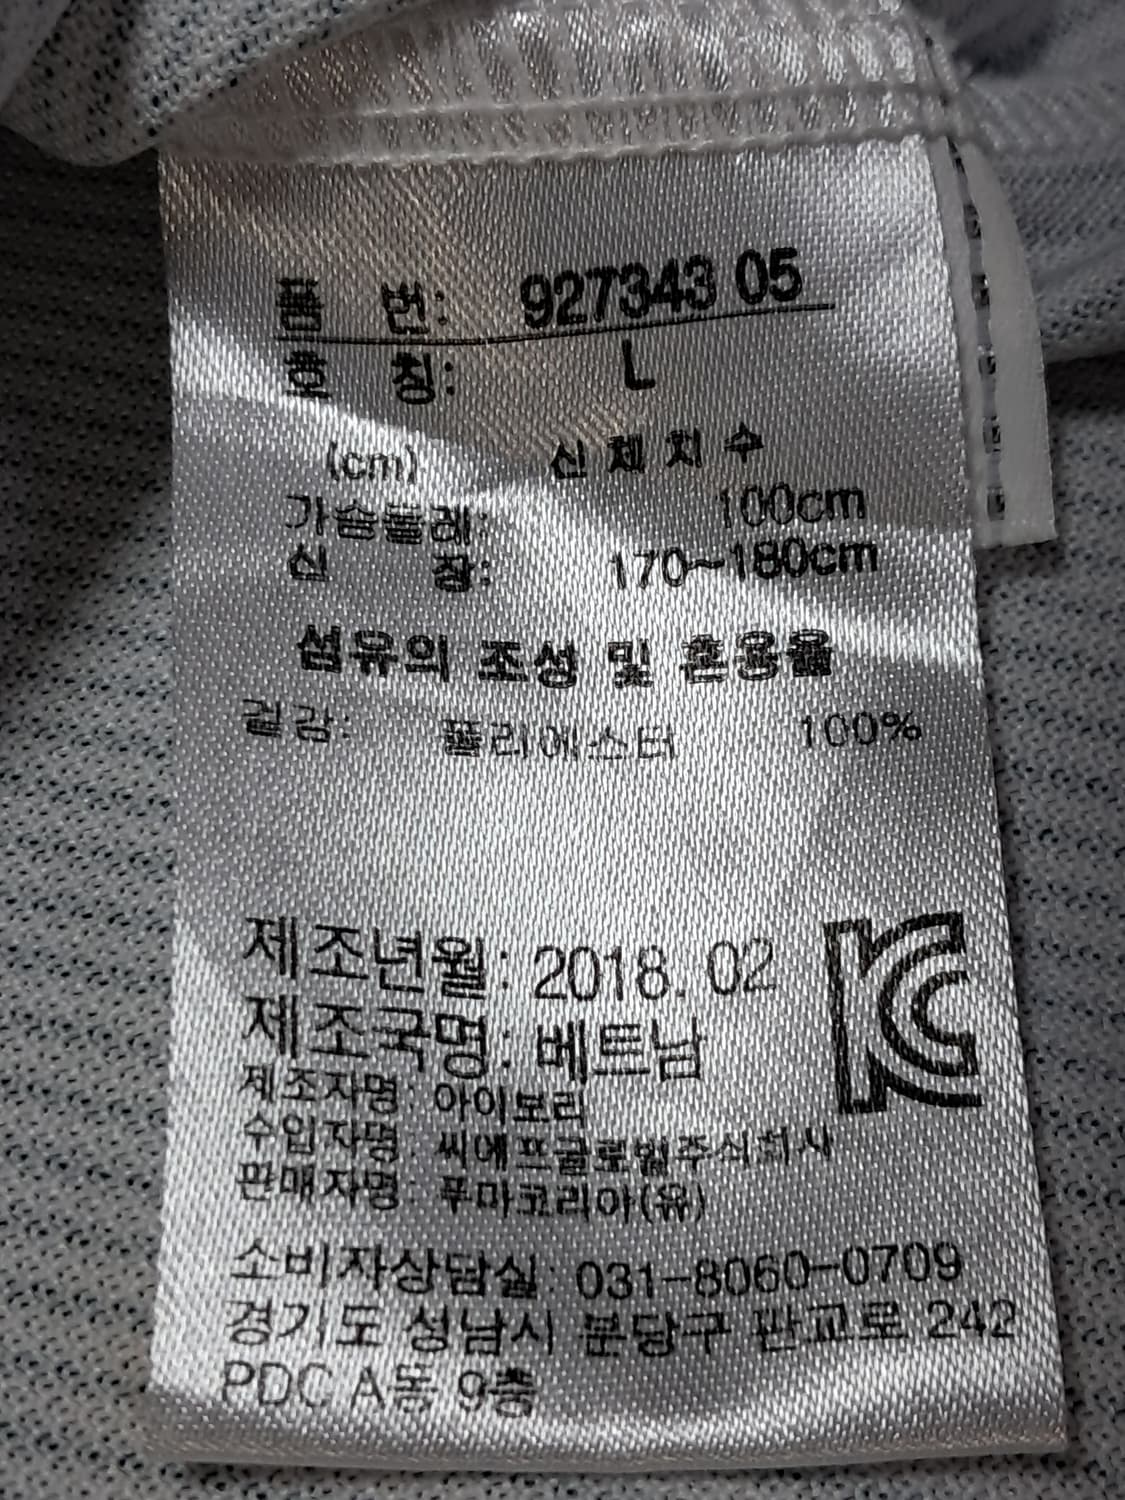 품 번: 927343 05
호 칭: L
(cm) 신체치수
가슴둘레: 100cm
신 장: 170~180cm
섬유의 조성 및 혼용율
겉감: 폴리에스터 100%
제조년월: 2018. 02
제조국명: 베트남
제조자명: 아이보리
수입자명: 씨에프글로벌주식회사
판매자명: 푸마코리아(유)
소비자상담실: 031-8060-0709
경기도 성남시 분당구 판교로 242
PDC A동 9층
KC